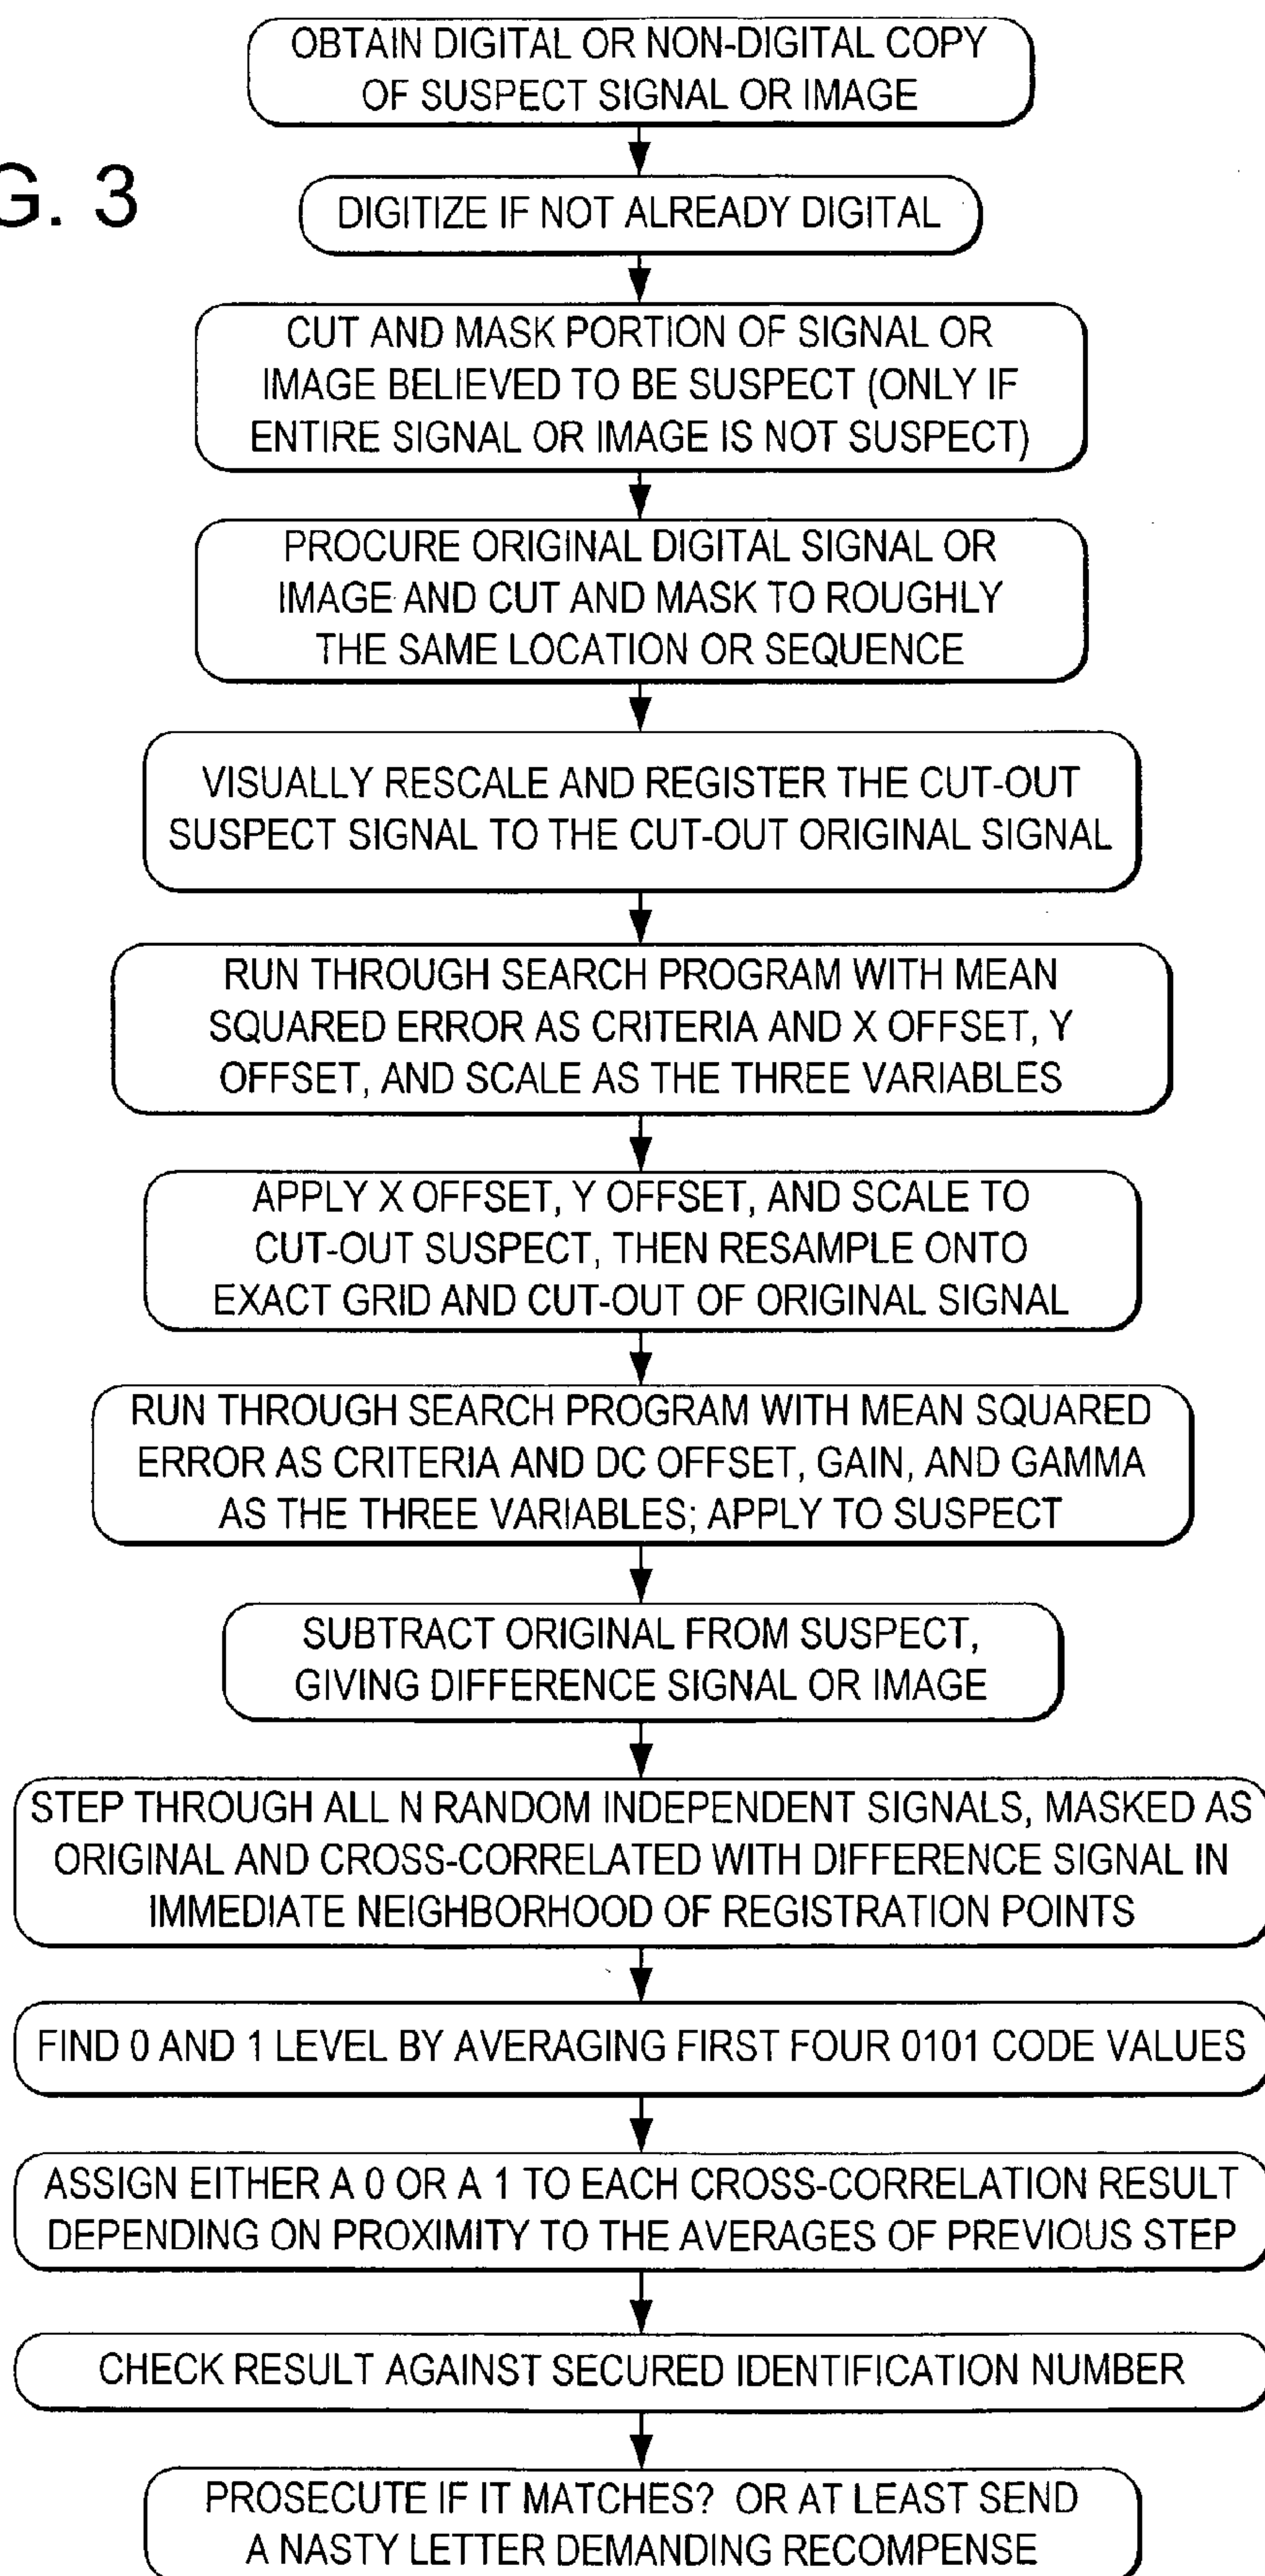 OBTAIN DIGITAL OR NON-DIGITAL COPY
OF SUSPECT SIGNAL OR IMAGE
G. 3
DIGITIZE IF NOT ALREADY DIGITAL
CUT AND MASK PORTION OF SIGNAL OR
IMAGE BELIEVED TO BE SUSPECT (ONLY IF
ENTIRE SIGNAL OR IMAGE IS NOT SUSPECT)
PROCURE ORIGINAL DIGITAL SIGNAL OR
IMAGE AND CUT AND MASK TO ROUGHLY
THE SAME LOCATION OR SEQUENCE
VISUALLY RESCALE AND REGISTER THE CUT-OUT
SUSPECT SIGNAL TO THE CUT-OUT ORIGINAL SIGNAL
RUN THROUGH SEARCH PROGRAM WITH MEAN
SQUARED ERROR AS CRITERIA AND X OFFSET, Y
OFFSET, AND SCALE AS THE THREE VARIABLES
APPLY X OFFSET, Y OFFSET, AND SCALE TO
CUT-OUT SUSPECT, THEN RESAMPLE ONTO
EXACT GRID AND CUT-OUT OF ORIGINAL SIGNAL
RUN THROUGH SEARCH PROGRAM WITH MEAN SQUARED
ERROR AS CRITERIA AND DC OFFSET, GAIN, AND GAMMA
AS THE THREE VARIABLES; APPLY TO SUSPECT
SUBTRACT ORIGINAL FROM SUSPECT,
GIVING DIFFERENCE SIGNAL OR IMAGE
STEP THROUGH ALL N RANDOM INDEPENDENT SIGNALS, MASKED AS
ORIGINAL AND CROSS-CORRELATED WITH DIFFERENCE SIGNAL IN
IMMEDIATE NEIGHBORHOOD OF REGISTRATION POINTS
FIND 0 AND 1 LEVEL BY AVERAGING FIRST FOUR 0101 CODE VALUES
ASSIGN EITHER A 0 OR A 1 TO EACH CROSS-CORRELATION RESULT
DEPENDING ON PROXIMITY TO THE AVERAGES OF PREVIOUS STEP
CHECK RESULT AGAINST SECURED IDENTIFICATION NUMBER
PROSECUTE IF IT MATCHES? OR AT LEAST SEND
A NASTY LETTER DEMANDING RECOMPENSE